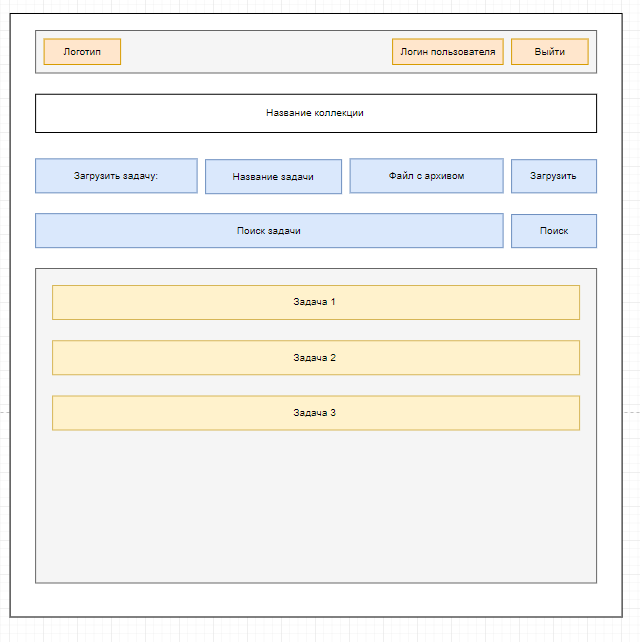 Логотип
Логин пользователя
Выйти
Название коллекции
Загрузить задачу:
Название задачи
Файл с архивом
Загрузить
Поиск задачи
Поиск
Задача 1
Задача 2
Задача 3